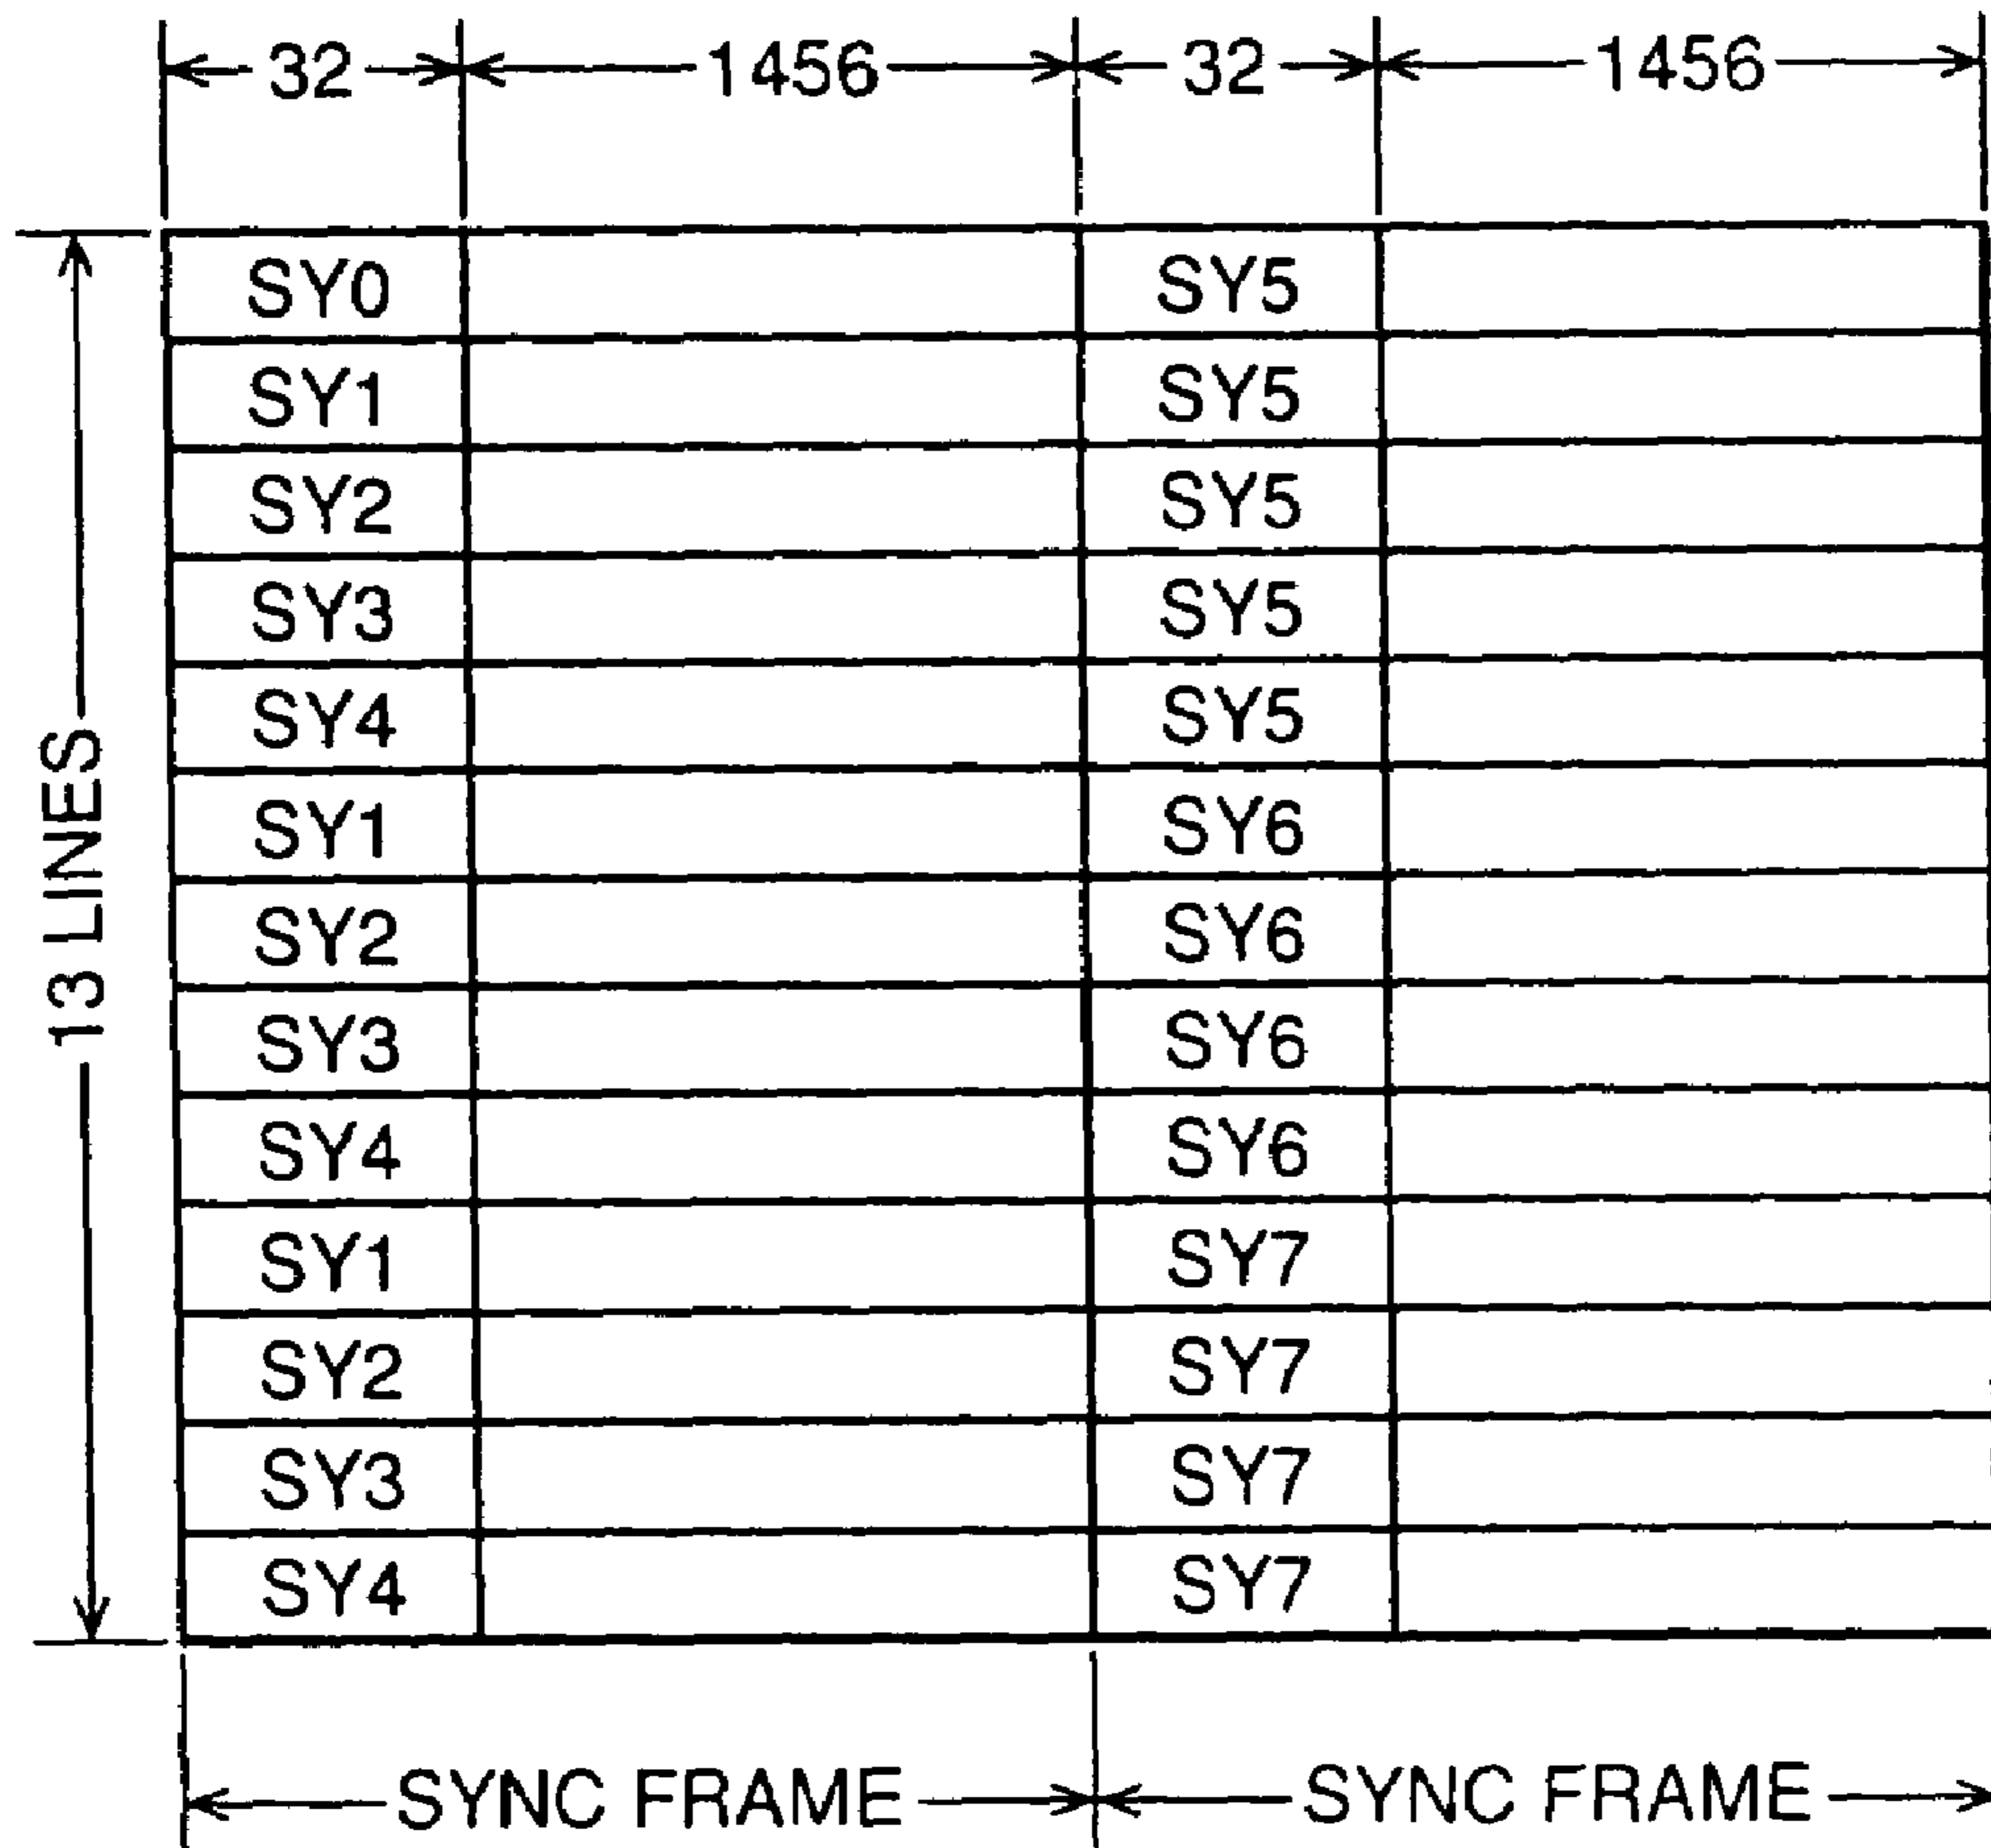 32 1456 32 1456
SY0 SY5
SY1 SY5
SY2 SY5
SY3 SY5
SY4 SY5
SY1 SY6
SY2 SY6
SY3 SY6
SY4 SY6
SY1 SY7
SY2 SY7
SY3 SY7
SY4 SY7
13 LINES
SYNC FRAME SYNC FRAME